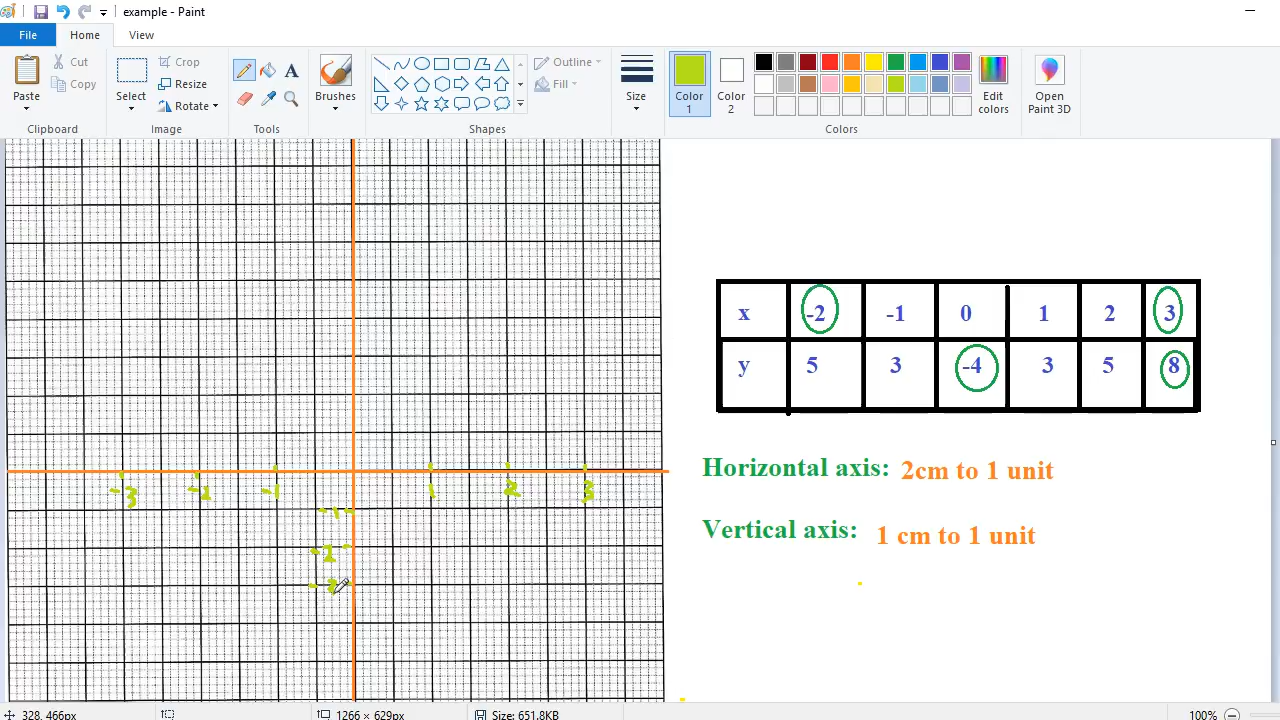 example - Paint
File Home View
Paste
Cut
Copy
Clipboard
Select
Crop
Resize
Rotate
Image
A
Tools
Brushes
Outline
Fill
Shapes
Size
Color 1
Color 2
Edit colors
Colors
Open Paint 3D
x -2 -1 0 1 2 3
y 5 3 -4 3 5 8
Horizontal axis: 2cm to 1 unit
Vertical axis: 1 cm to 1 unit
-3 -2 -1 1 2 3
-1
-2
-3
328, 466px
1266 × 629px
Size: 651.8KB
100%